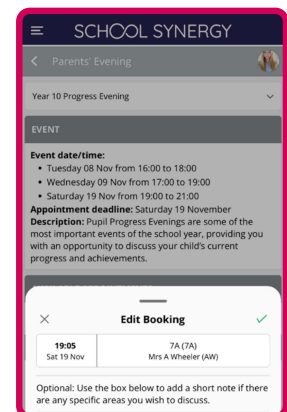 SCHOOL SYNERGY
Parents' Evening
Year 10 Progress Evening
EVENT
Event date/time:
• Tuesday 08 Nov from 16:00 to 18:00
• Wednesday 09 Nov from 17:00 to 19:00
• Saturday 19 Nov from 19:00 to 21:00
Appointment deadline: Saturday 19 November
Description: Pupil Progress Evenings are some of the
most important events of the school year, providing you
with an opportunity to discuss your child's current
progress and achievements.
Edit Booking
19:05 7A (7A)
Sat 19 Nov Mrs A Wheeler (AW)
Optional: Use the box below to add a short note if there
are any specific areas you wish to discuss.